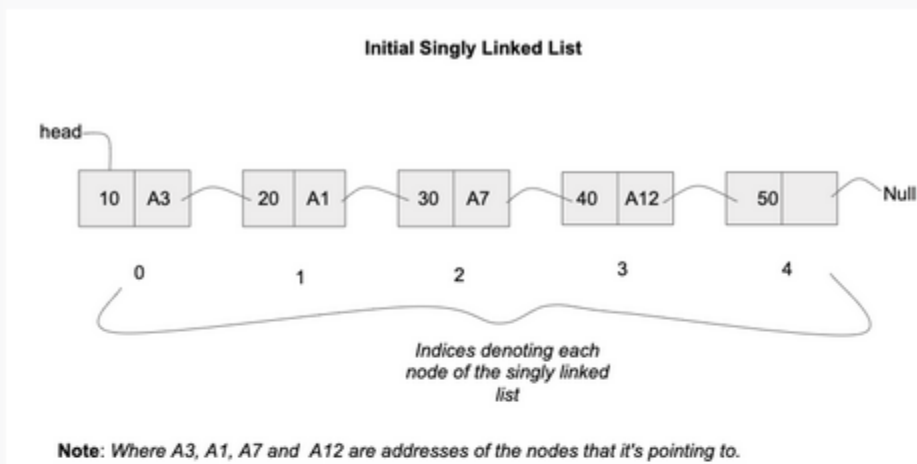 Initial Singly Linked List
head
10 A3 20 A1 30 A7 40 A12 50 Null
0 1 2 3 4
Indices denoting each
node of the singly linked
list
Note: Where A3, A1, A7 and A12 are addresses of the nodes that it's pointing to.